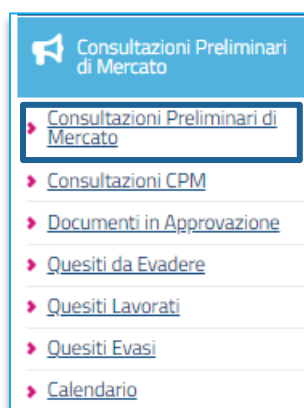 Consultazioni Preliminari
di Mercato
Consultazioni Preliminari di
Mercato
Consultazioni CPM
Documenti in Approvazione
Quesiti da Evadere
Quesiti Lavorati
Quesiti Evasi
Calendario